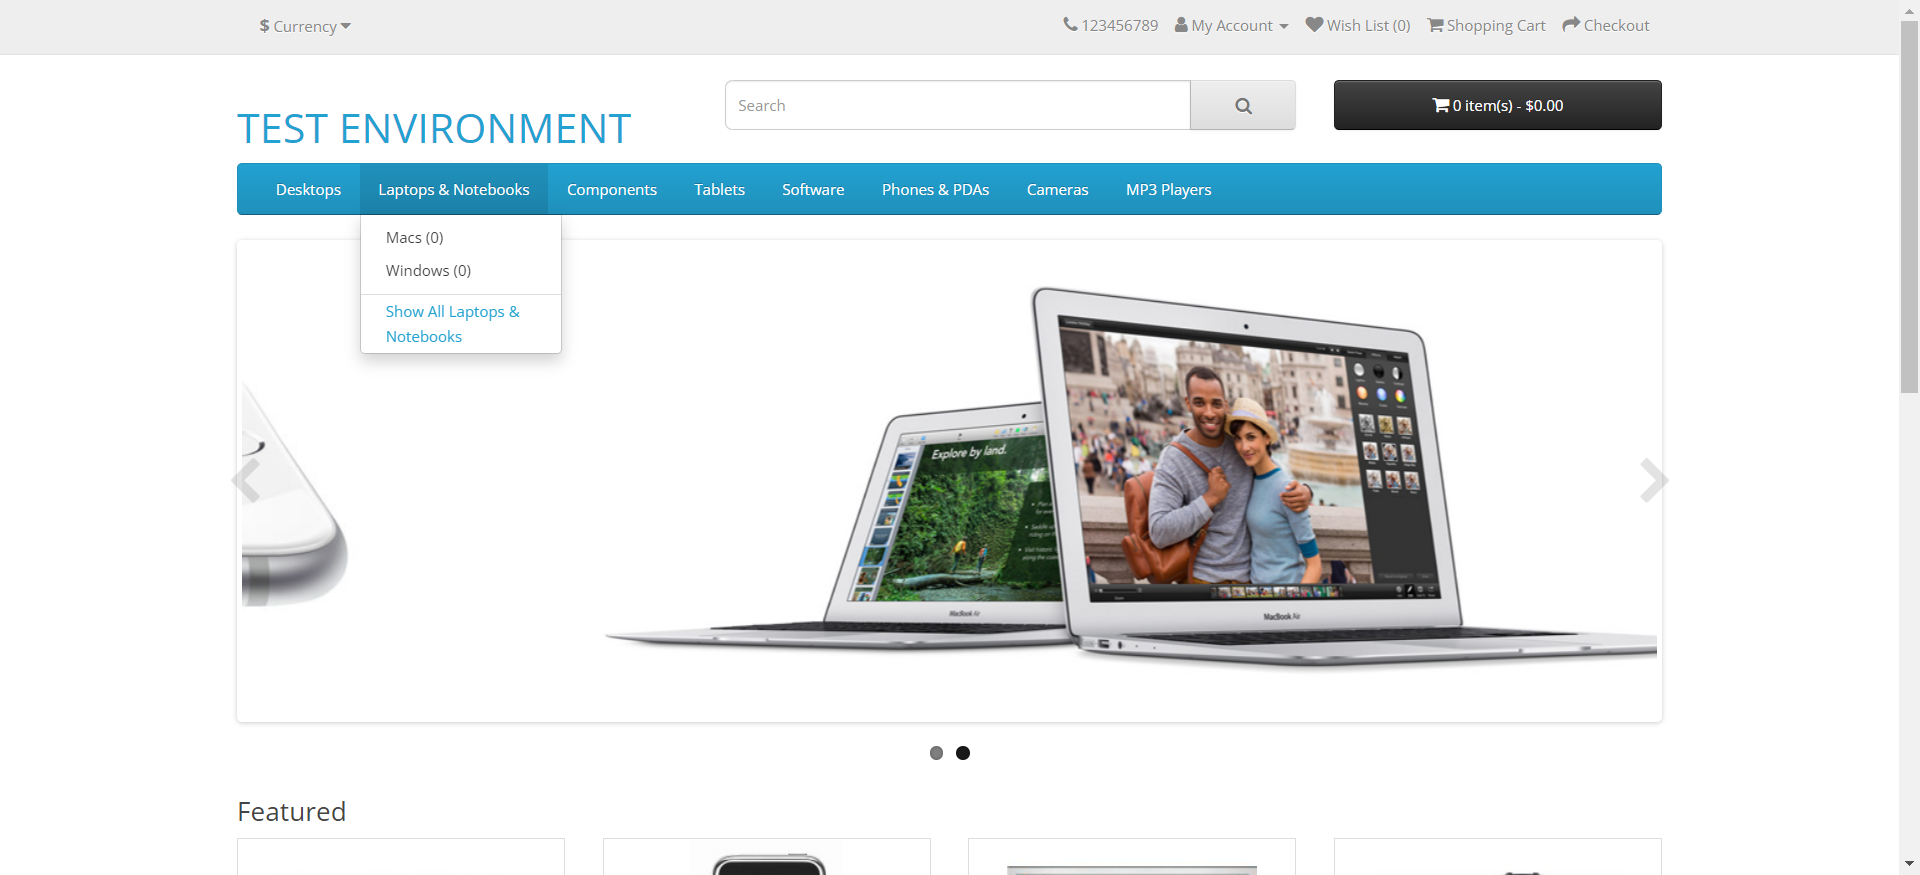 $ Currency
123456789 My Account Wish List (0) Shopping Cart Checkout
TEST ENVIRONMENT
Search
0 item(s) - $0.00
Desktops Laptops & Notebooks Components Tablets Software Phones & PDAs Cameras MP3 Players
Macs (0)
Windows (0)
Show All Laptops &
Notebooks
Explore by land.
MacBook Air
MacBook Air
Featured